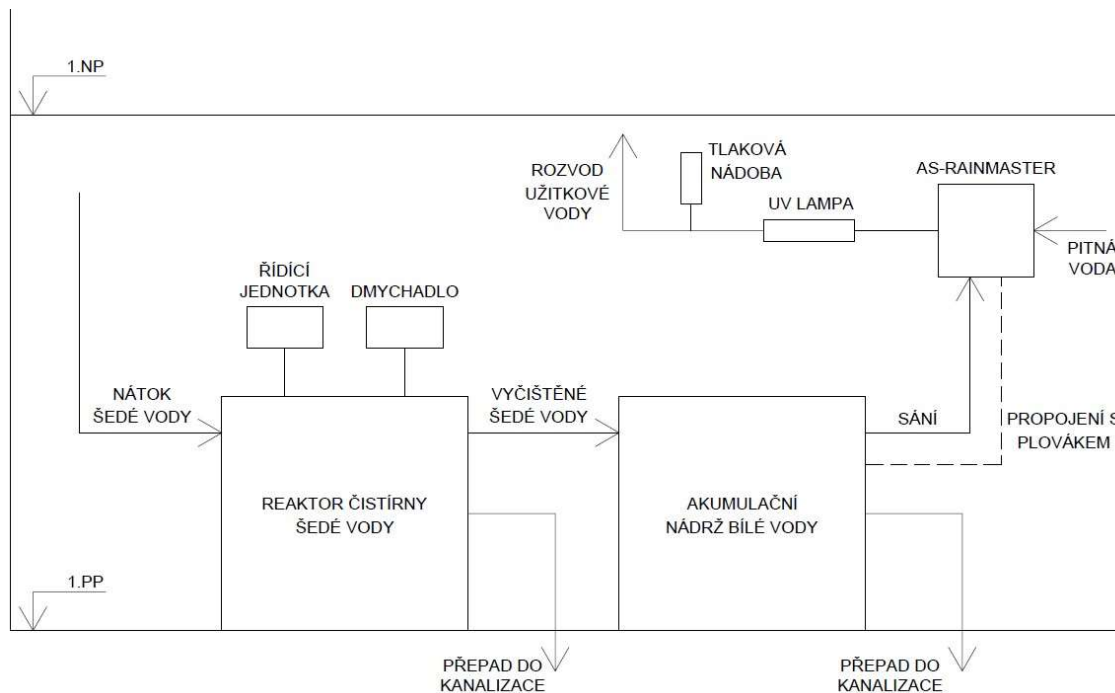 1.NP
TLAKOVÁ
NÁDOBA
ROZVOD
UŽITKOVÉ
VODY
AS-RAINMASTER
UV LAMPA
PITNÁ
VODA
ŘÍDÍCÍ
JEDNOTKA
DMYCHADLO
NÁTOK
ŠEDÉ VODY
VYČIŠTĚNÉ
ŠEDÉ VODY
SÁNÍ
PROPOJENÍ S
PLOVÁKEM
REAKTOR ČISTÍRNY
ŠEDÉ VODY
AKUMULAČNÍ
NÁDRŽ BÍLÉ VODY
1.PP
PŘEPAD DO
KANALIZACE
PŘEPAD DO
KANALIZACE